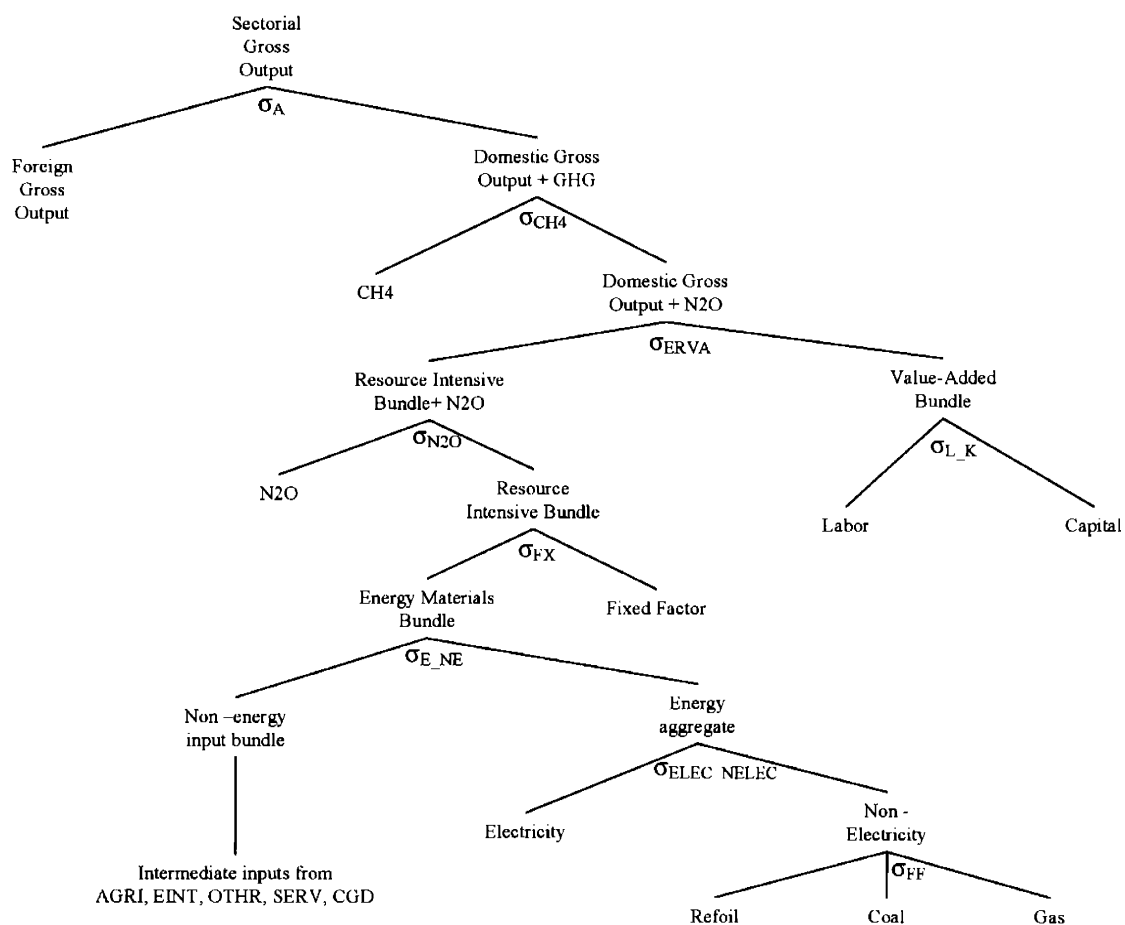 Sectorial
Gross
Output
σA
Foreign
Gross
Output
Domestic Gross
Output + GHG
σCH4
CH4
Domestic Gross
Output + N2O
σERVA
Resource Intensive
Bundle+ N2O
Value-Added
Bundle
σN2O
σL_K
N2O
Resource
Intensive Bundle
Labor
Capital
σFX
Energy Materials
Bundle
Fixed Factor
σE_NE
Non –energy
input bundle
Energy
aggregate
σELEC_NELEC
Electricity
Non -
Electricity
σFF
Intermediate inputs from
AGRI, EINT, OTHR, SERV, CGD
Refoil
Coal
Gas